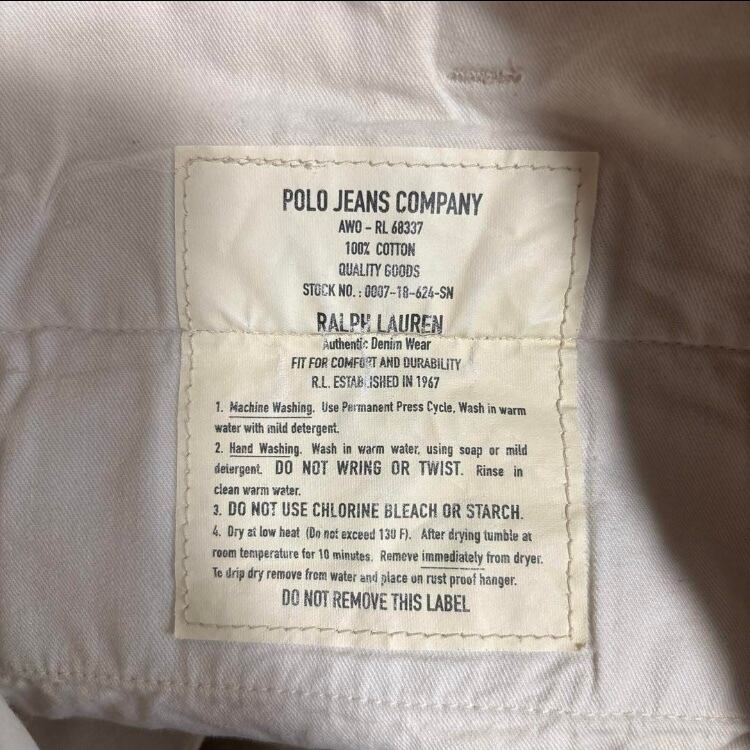 POLO JEANS COMPANY
AWO - RL 68337
100% COTTON
QUALITY GOODS
STOCK NO. : 0007-18-624-SN
RALPH LAUREN
Authentic Denim Wear
FIT FOR COMFORT AND DURABILITY
R.L. ESTABLISHED IN 1967
1. Machine Washing. Use Permanent Press Cycle. Wash in warm
water with mild detergent.
2. Hand Washing. Wash in warm water, using soap or mild
detergent. DO NOT WRING OR TWIST. Rinse in
clean warm water.
3. DO NOT USE CHLORINE BLEACH OR STARCH.
4. Dry at low heat (Do not exceed 130 F). After drying tumble at
room temperature for 10 minutes. Remove immediately from dryer.
To drip dry remove from water and place on rust proof hanger.
DO NOT REMOVE THIS LABEL